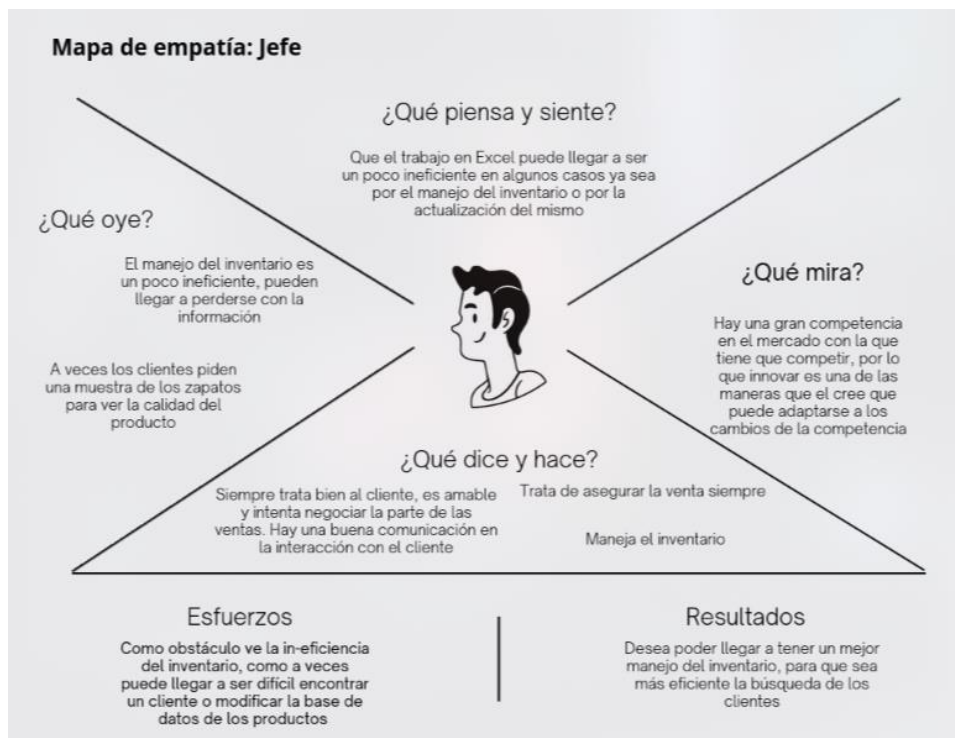 Mapa de empatía: Jefe
¿Qué piensa y siente?
Que el trabajo en Excel puede llegar a ser
un poco ineficiente en algunos casos ya sea
por el manejo del inventario o por la
actualización del mismo
¿Qué oye?
El manejo del inventario es
un poco ineficiente, pueden
llegar a perderse con la
información
A veces los clientes piden
una muestra de los zapatos
para ver la calidad del
producto
¿Qué mira?
Hay una gran competencia
en el mercado con la que
tiene que competir, por lo
que innovar es una de las
maneras que el cree que
puede adaptarse a los
cambios de la competencia
¿Qué dice y hace?
Siempre trata bien al cliente, es amable
y intenta negociar la parte de las
ventas. Hay una buena comunicación en
la interacción con el cliente
Trata de asegurar la venta siempre
Maneja el inventario
Esfuerzos
Como obstáculo ve la in-eficiencia
del inventario, como a veces
puede llegar a ser difícil encontrar
un cliente o modificar la base de
datos de los productos
Resultados
Desea poder llegar a tener un mejor
manejo del inventario, para que sea
más eficiente la búsqueda de los
clientes